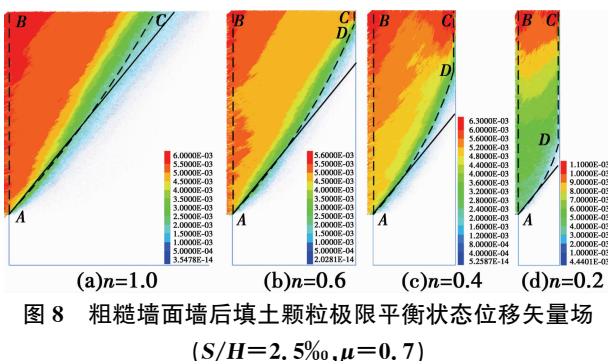 B C
A
6.0000E-03
5.5000E-03
5.0000E-03
4.5000E-03
4.0000E-03
3.5000E-03
3.0000E-03
2.5000E-03
2.0000E-03
1.5000E-03
1.0000E-03
5.0000E-04
3.5478E-14
(a)n=1.0
B C
D
A
5.6000E-03
5.5000E-03
5.0000E-03
4.5000E-03
4.0000E-03
3.5000E-03
3.0000E-03
2.5000E-03
2.0000E-03
1.5000E-03
1.0000E-03
5.0000E-04
2.0281E-14
(b)n=0.6
B C
D
A
6.3000E-03
6.0000E-03
5.6000E-03
5.2000E-03
4.8000E-03
4.4000E-03
4.0000E-03
3.6000E-03
3.2000E-03
2.8000E-03
2.4000E-03
2.0000E-03
1.6000E-03
1.2000E-03
8.0000E-04
4.0000E-04
5.2587E-14
(c)n=0.4
B C
D
A
1.1000E-03
1.0000E-03
9.0000E-03
8.0000E-03
7.0000E-03
6.0000E-03
5.0000E-03
4.0000E-03
3.0000E-03
2.0000E-03
1.0000E-03
4.4401E-03
(d)n=0.2
图 8 粗糙墙面墙后填土颗粒极限平衡状态位移矢量场
(S/H=2.5‰,μ=0.7)